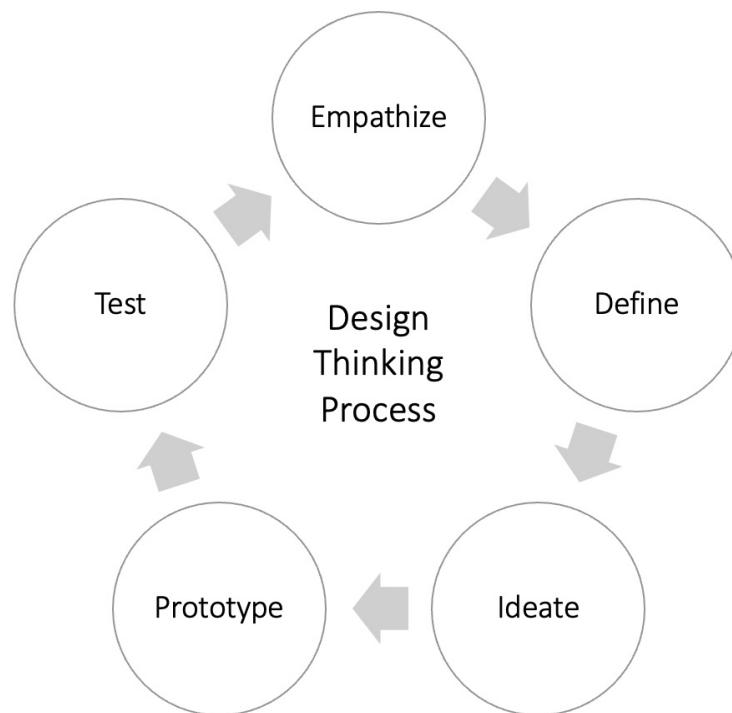 Empathize
Define
Ideate
Prototype
Test
Design
Thinking
Process